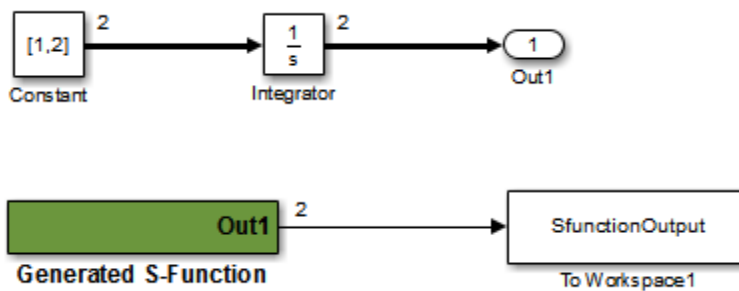 [1,2]
2
1
s
2
1
Constant
Integrator
Out1
Out1
2
SfunctionOutput
Generated S-Function
To Workspace1